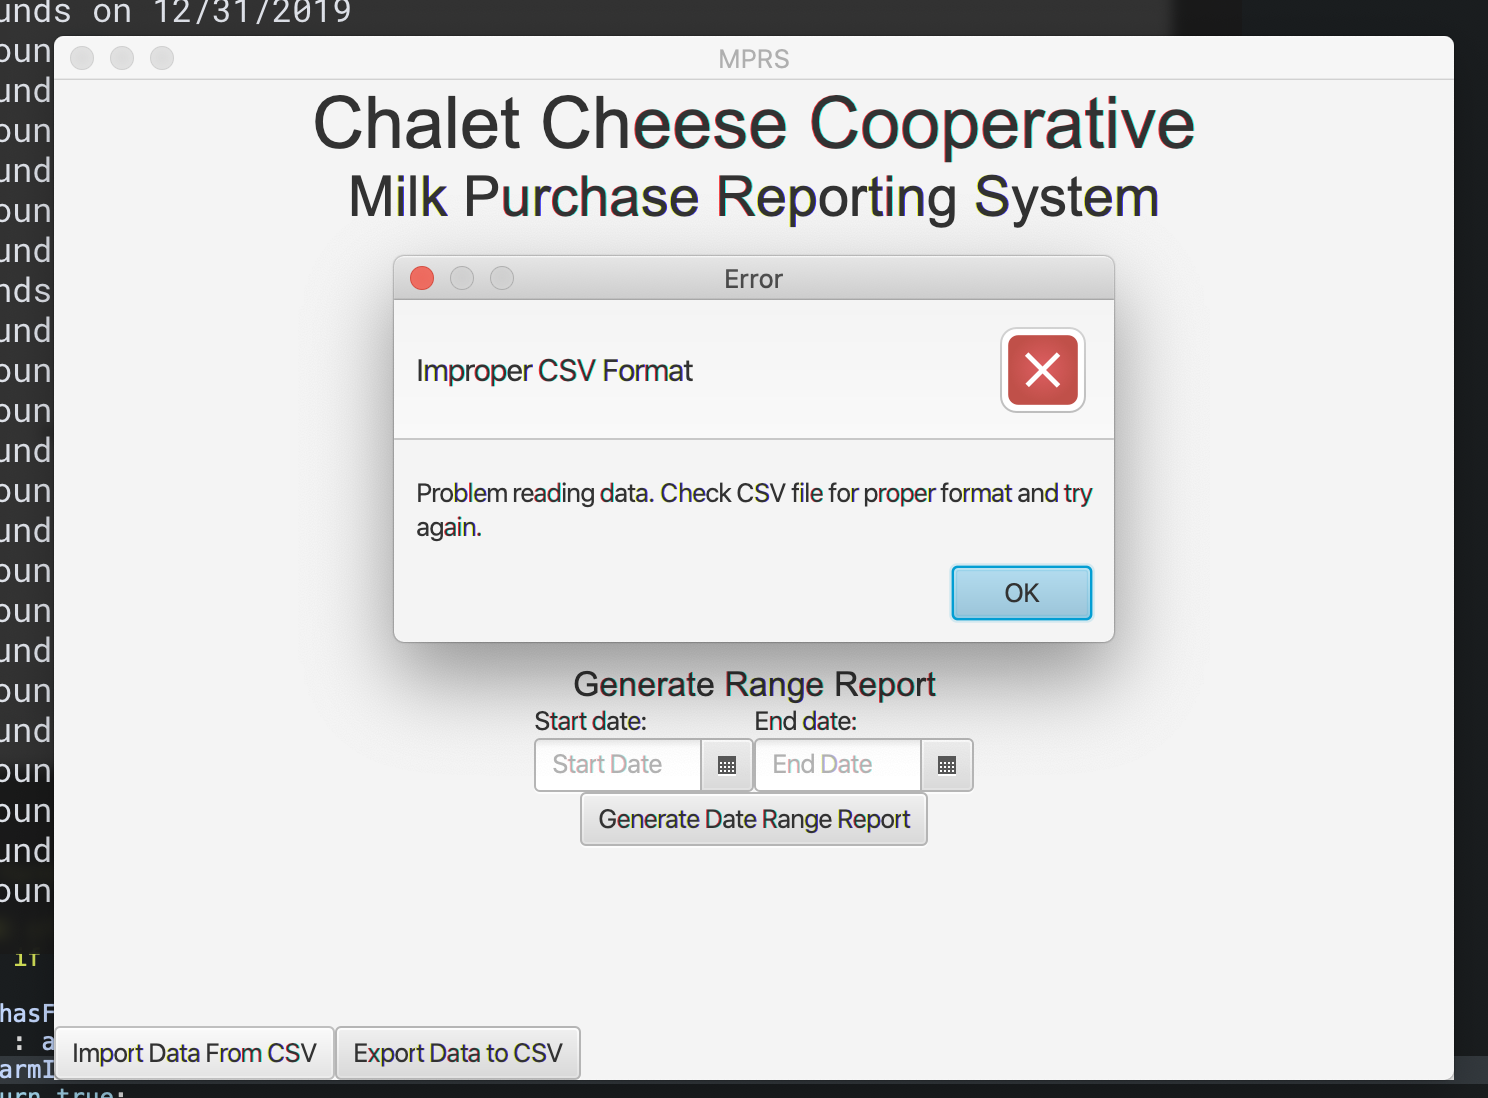 unds on 12/31/2019
MPRS
Chalet Cheese Cooperative
Milk Purchase Reporting System
Error
Improper CSV Format
Problem reading data. Check CSV file for proper format and try
again.
OK
Generate Range Report
Start date: End date:
Start Date End Date
Generate Date Range Report
Import Data From CSV Export Data to CSV
oun
und
oun
und
oun
und
nds
und
oun
oun
und
oun
und
oun
oun
und
oun
und
oun
oun
und
oun
if
hasF
: a
armI
urn true;